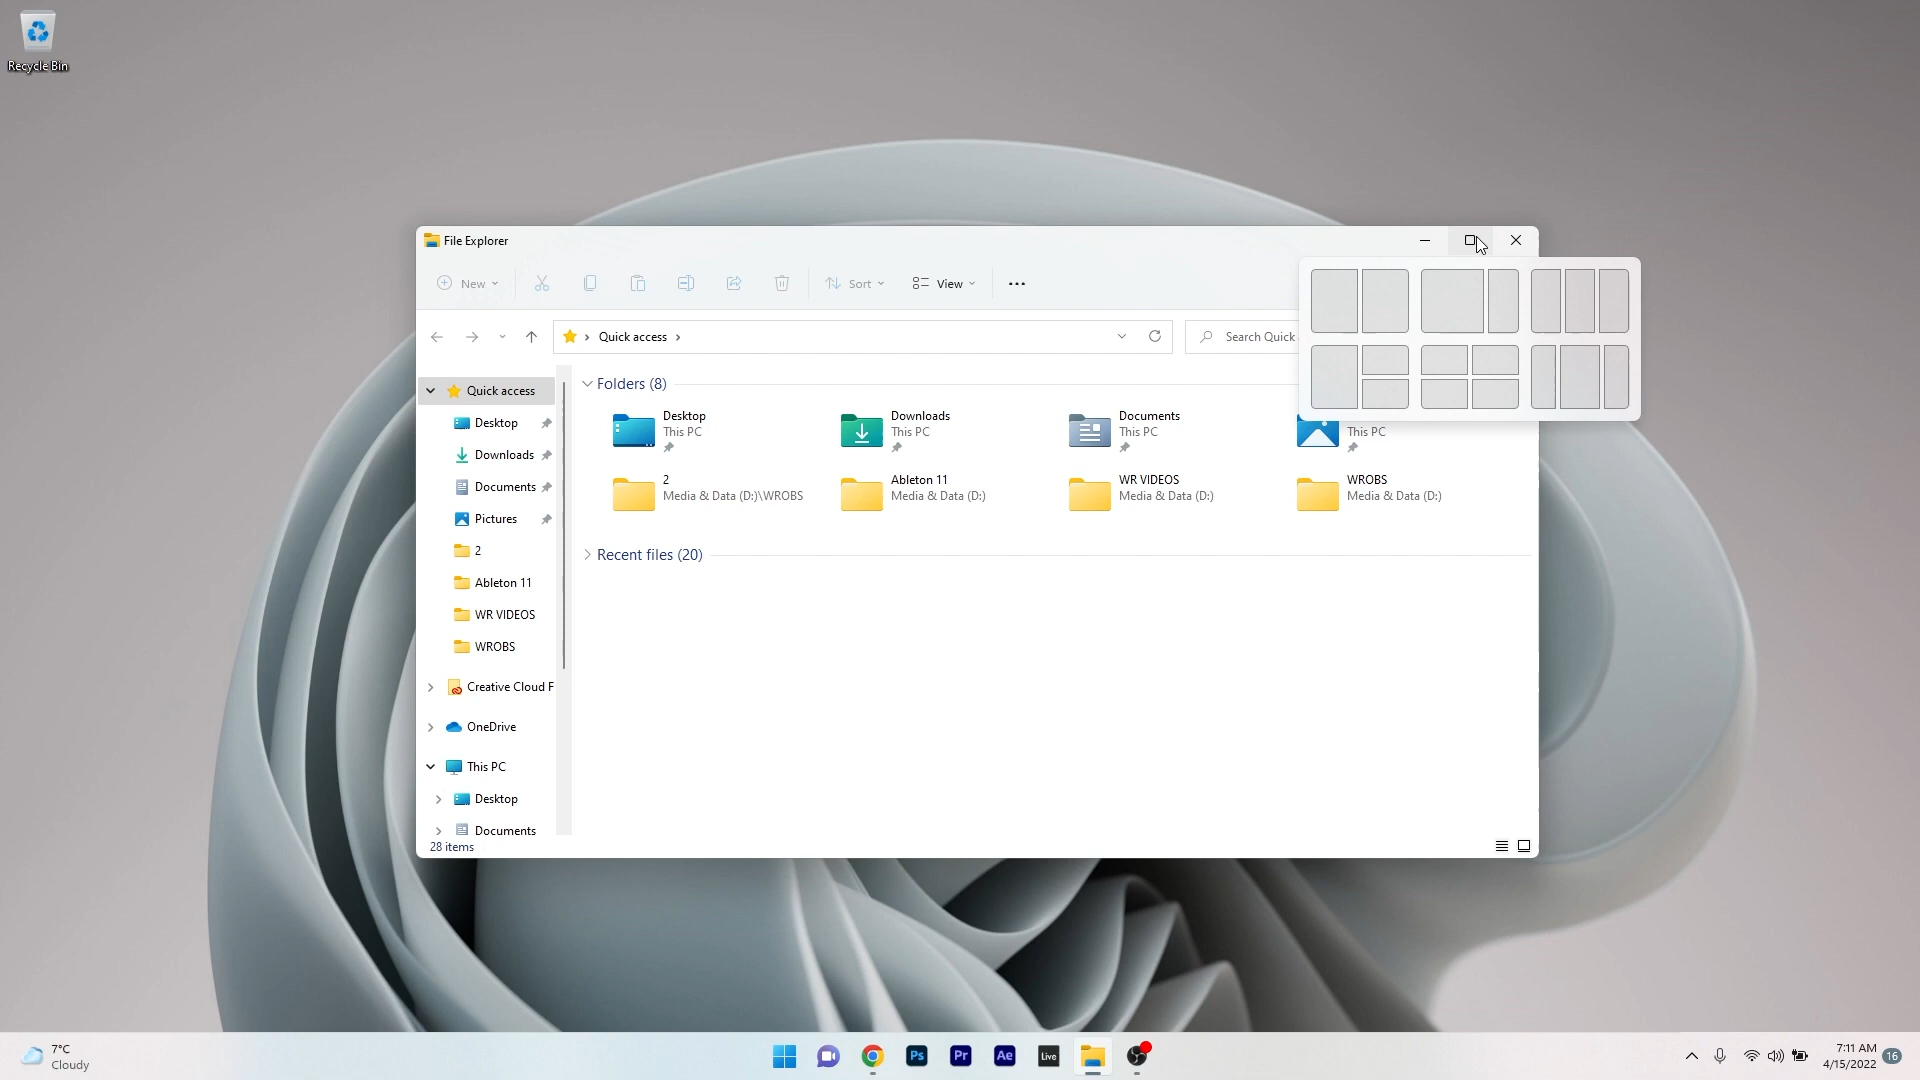 Recycle Bin
File Explorer
New
Sort
View
Quick access
Search Quick
Quick access
Desktop
Downloads
Documents
Pictures
2
Ableton 11
WR VIDEOS
WROBS
Creative Cloud F
OneDrive
This PC
Desktop
Documents
28 items
Folders (8)
Desktop
This PC
Downloads
This PC
Documents
This PC
This PC
2
Media & Data (D:)\WROBS
Ableton 11
Media & Data (D:)
WR VIDEOS
Media & Data (D:)
WROBS
Media & Data (D:)
Recent files (20)
7°C
Cloudy
Ps
Pr
Ae
Live
7:11 AM
4/15/2022
16